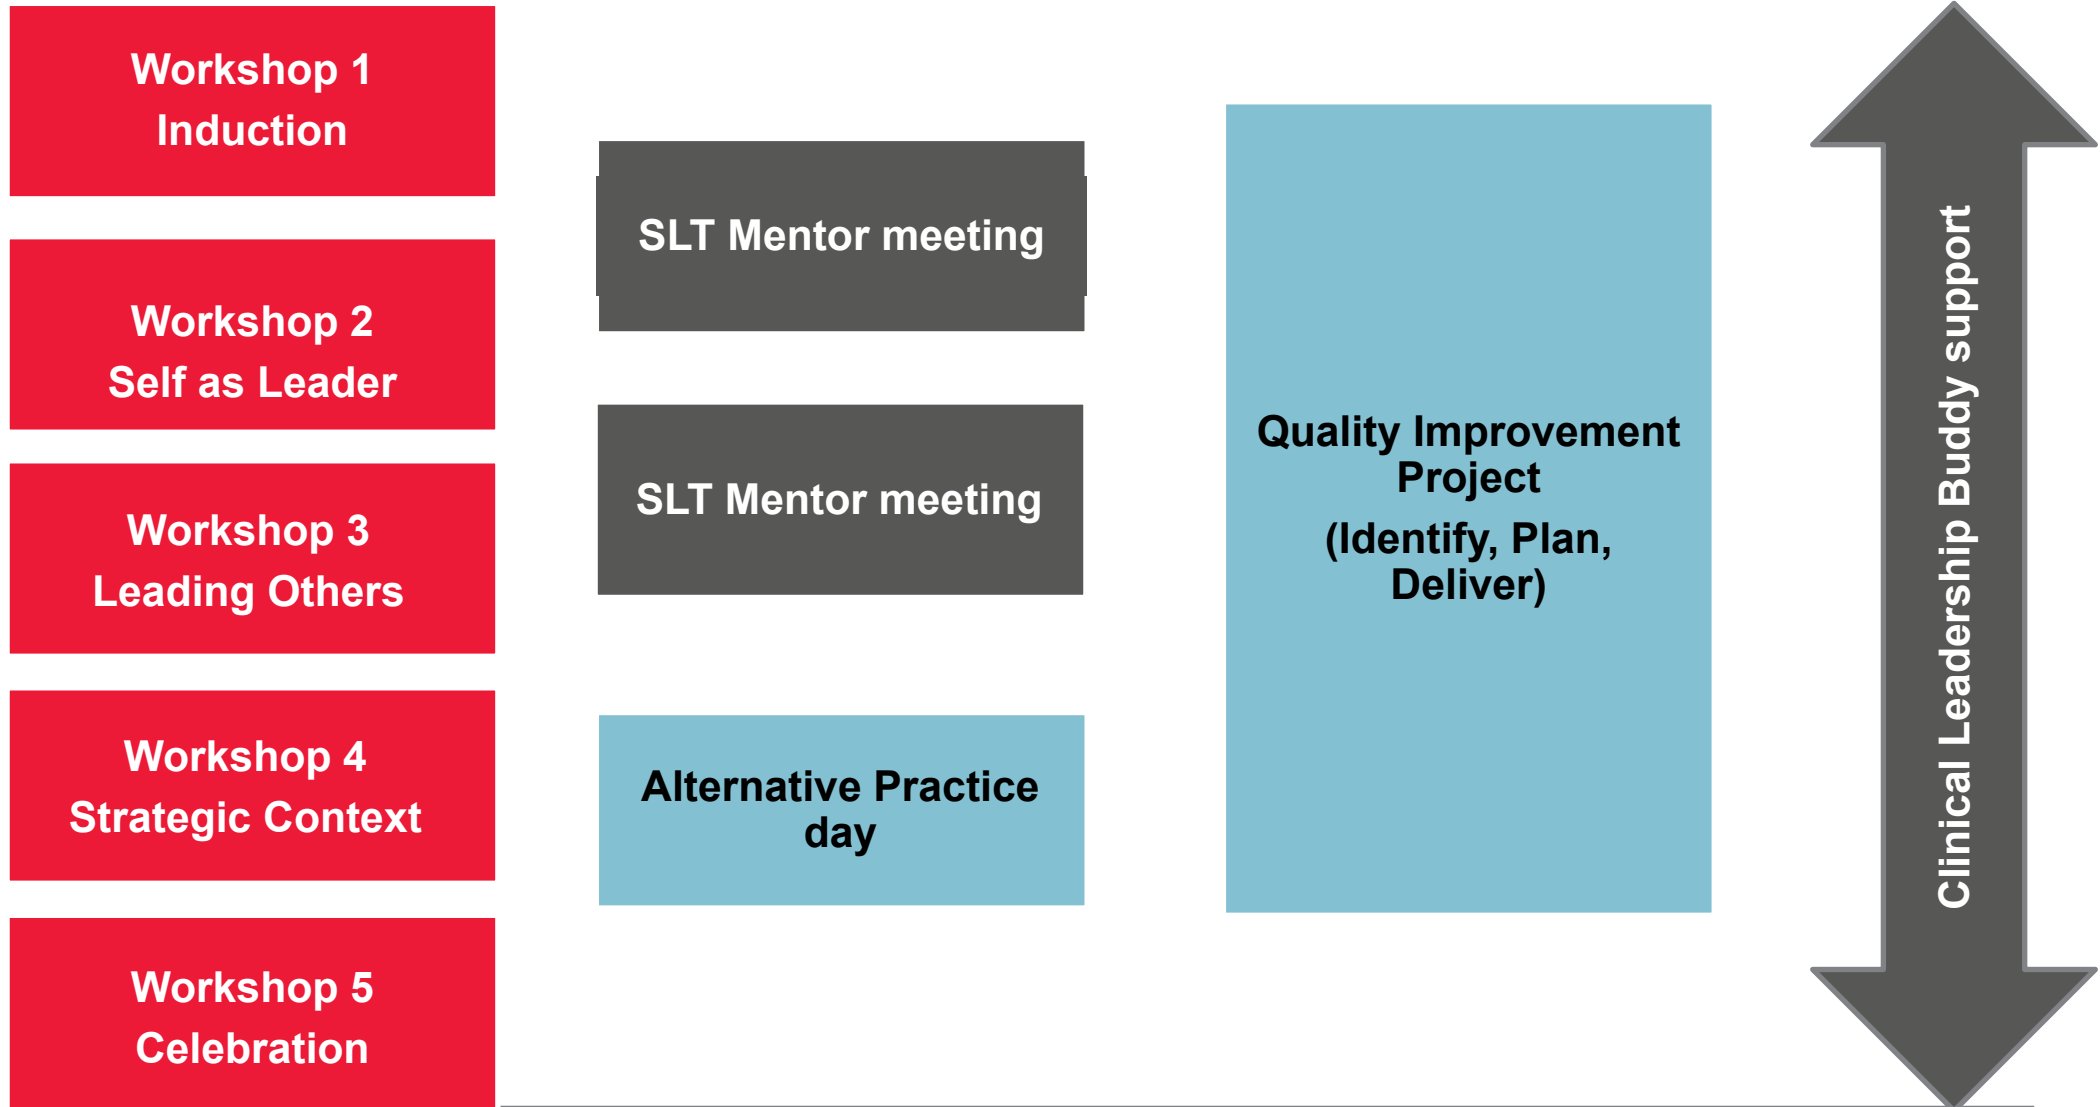 Workshop 1
Induction
Workshop 2
Self as Leader
Workshop 3
Leading Others
Workshop 4
Strategic Context
Workshop 5
Celebration
SLT Mentor meeting
SLT Mentor meeting
Alternative Practice
day
Quality Improvement
Project
(Identify, Plan,
Deliver)
Clinical Leadership Buddy support